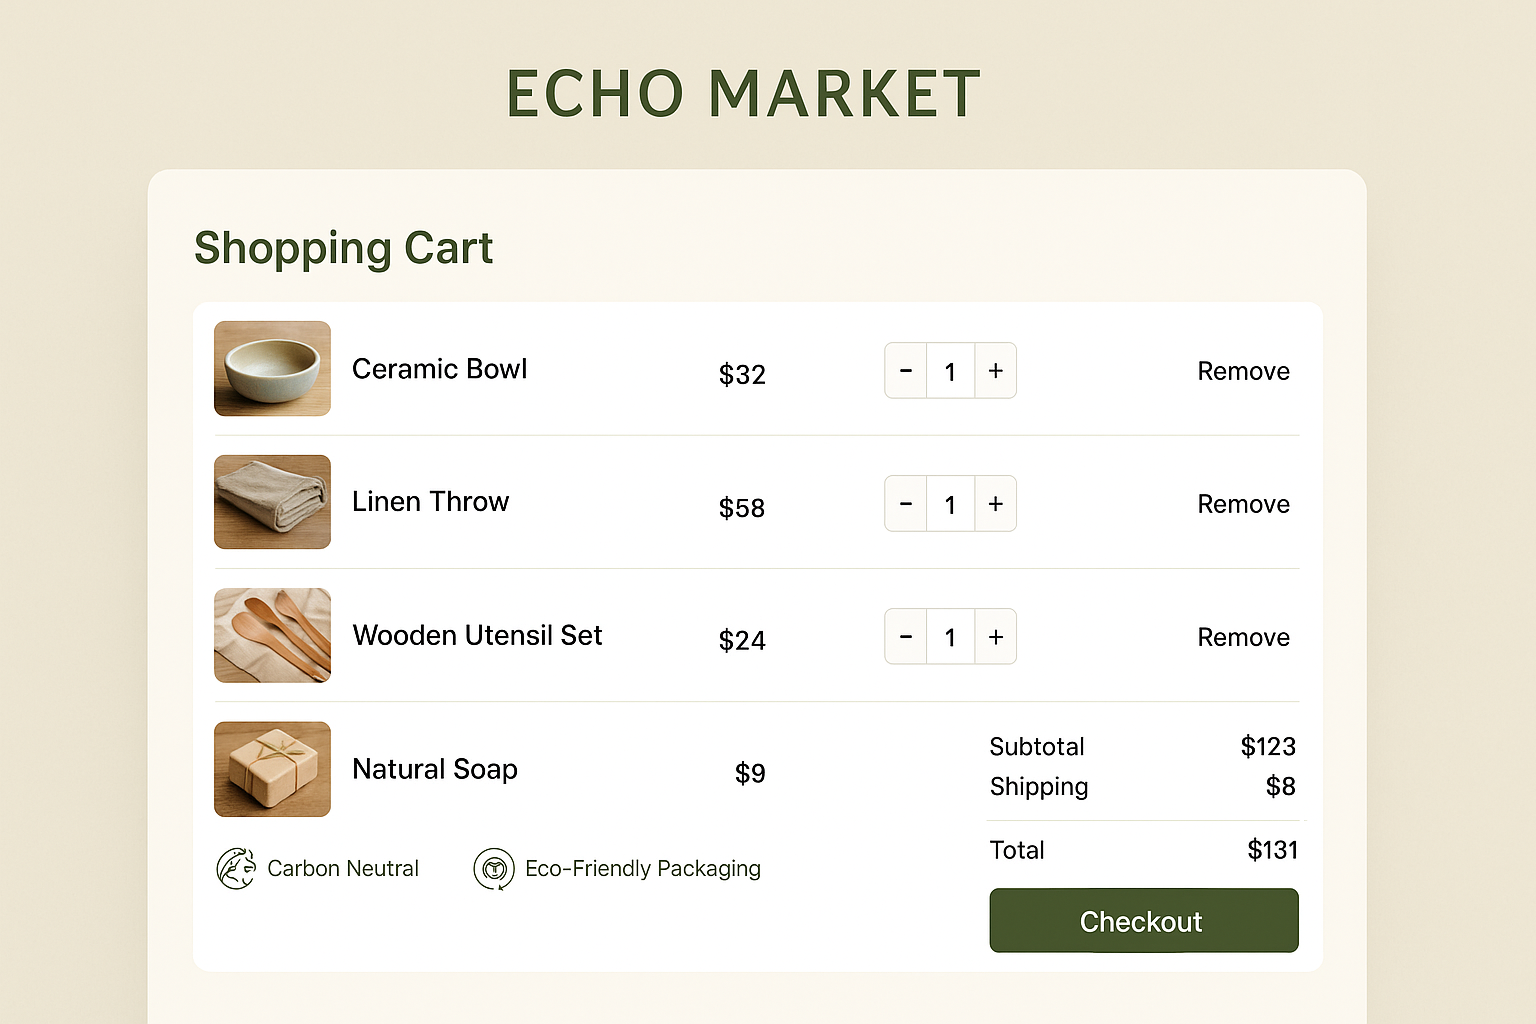 ECHO MARKET
Shopping Cart
Ceramic Bowl $32 - 1 + Remove
Linen Throw $58 - 1 + Remove
Wooden Utensil Set $24 - 1 + Remove
Natural Soap $9
Subtotal $123
Shipping $8
Total $131
Carbon Neutral Eco-Friendly Packaging
Checkout